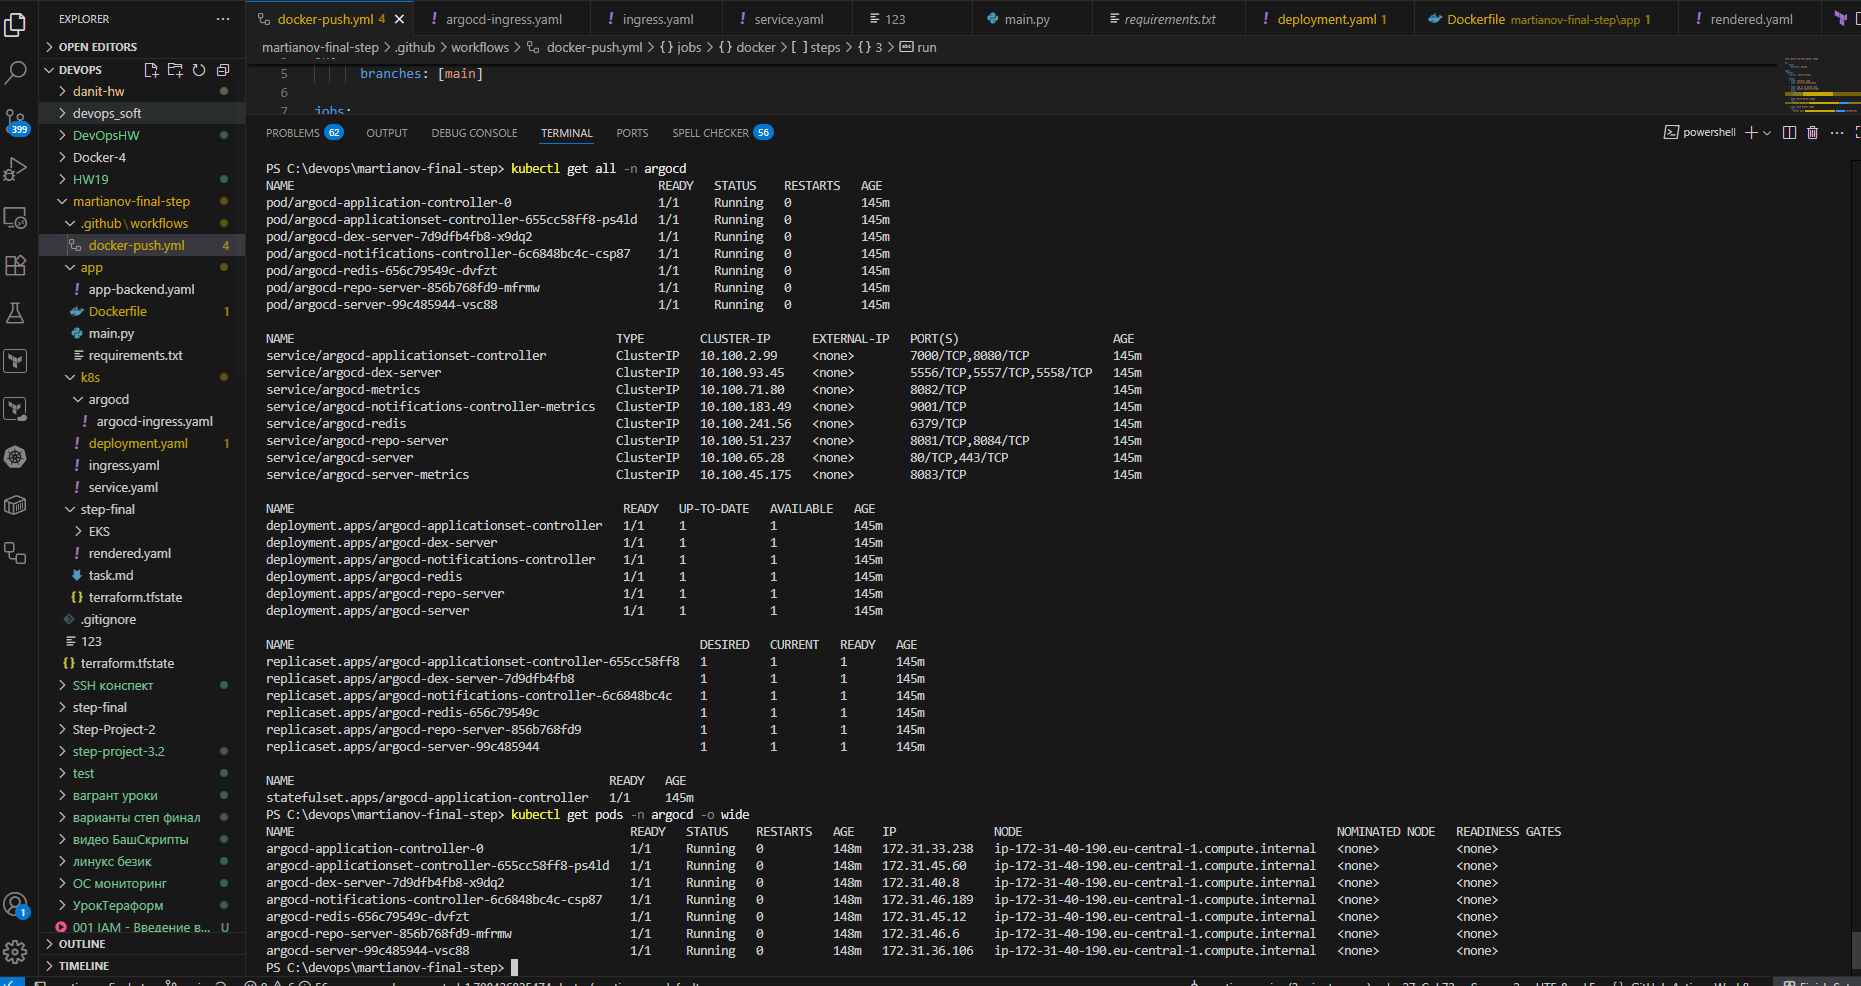 EXPLORER
OPEN EDITORS
DEVOPS
danit-hw
devops_soft
DevOpsHW
Docker-4
HW19
martianov-final-step
.github\workflows
docker-push.yml 4
app
app-backend.yaml
Dockerfile 1
main.py
requirements.txt
k8s
argocd
argocd-ingress.yaml
deployment.yaml 1
ingress.yaml
service.yaml
step-final
EKS
rendered.yaml
task.md
terraform.tfstate
.gitignore
123
terraform.tfstate
SSH конспект
step-final
Step-Project-2
step-project-3.2
test
вагрант уроки
варианты степ финал
видео БашСкрипты
линукс безик
ОС мониторинг
УрокТераформ
001 IAM - Введение в... U
OUTLINE
TIMELINE
399
1
docker-push.yml 4 argocd-ingress.yaml ingress.yaml service.yaml 123 main.py requirements.txt deployment.yaml 1 Dockerfile martianov-final-step\app 1 rendered.yaml
martianov-final-step > .github > workflows > docker-push.yml > {} jobs > {} docker > [ ] steps > {} 3 > run
5 branches: [main]
6
7 jobs:
PROBLEMS 62 OUTPUT DEBUG CONSOLE TERMINAL PORTS SPELL CHECKER 56 powershell
PS C:\devops\martianov-final-step> kubectl get all -n argocd
NAME READY STATUS RESTARTS AGE
pod/argocd-application-controller-0 1/1 Running 0 145m
pod/argocd-applicationset-controller-655cc58ff8-ps4ld 1/1 Running 0 145m
pod/argocd-dex-server-7d9dfb4fb8-x9dq2 1/1 Running 0 145m
pod/argocd-notifications-controller-6c6848bc4c-csp87 1/1 Running 0 145m
pod/argocd-redis-656c79549c-dvfzt 1/1 Running 0 145m
pod/argocd-repo-server-856b768fd9-mfrmw 1/1 Running 0 145m
pod/argocd-server-99c485944-vsc88 1/1 Running 0 145m
NAME TYPE CLUSTER-IP EXTERNAL-IP PORT(S) AGE
service/argocd-applicationset-controller ClusterIP 10.100.2.99 <none> 7000/TCP,8080/TCP 145m
service/argocd-dex-server ClusterIP 10.100.93.45 <none> 5556/TCP,5557/TCP,5558/TCP 145m
service/argocd-metrics ClusterIP 10.100.71.80 <none> 8082/TCP 145m
service/argocd-notifications-controller-metrics ClusterIP 10.100.183.49 <none> 9001/TCP 145m
service/argocd-redis ClusterIP 10.100.241.56 <none> 6379/TCP 145m
service/argocd-repo-server ClusterIP 10.100.51.237 <none> 8081/TCP,8084/TCP 145m
service/argocd-server ClusterIP 10.100.65.28 <none> 80/TCP,443/TCP 145m
service/argocd-server-metrics ClusterIP 10.100.45.175 <none> 8083/TCP 145m
NAME READY UP-TO-DATE AVAILABLE AGE
deployment.apps/argocd-applicationset-controller 1/1 1 1 145m
deployment.apps/argocd-dex-server 1/1 1 1 145m
deployment.apps/argocd-notifications-controller 1/1 1 1 145m
deployment.apps/argocd-redis 1/1 1 1 145m
deployment.apps/argocd-repo-server 1/1 1 1 145m
deployment.apps/argocd-server 1/1 1 1 145m
NAME DESIRED CURRENT READY AGE
replicaset.apps/argocd-applicationset-controller-655cc58ff8 1 1 1 145m
replicaset.apps/argocd-dex-server-7d9dfb4fb8 1 1 1 145m
replicaset.apps/argocd-notifications-controller-6c6848bc4c 1 1 1 145m
replicaset.apps/argocd-redis-656c79549c 1 1 1 145m
replicaset.apps/argocd-repo-server-856b768fd9 1 1 1 145m
replicaset.apps/argocd-server-99c485944 1 1 1 145m
NAME READY AGE
statefulset.apps/argocd-application-controller 1/1 145m
PS C:\devops\martianov-final-step> kubectl get pods -n argocd -o wide
NAME READY STATUS RESTARTS AGE IP NODE NOMINATED NODE READINESS GATES
argocd-application-controller-0 1/1 Running 0 148m 172.31.33.238 ip-172-31-40-190.eu-central-1.compute.internal <none> <none>
argocd-applicationset-controller-655cc58ff8-ps4ld 1/1 Running 0 148m 172.31.45.60 ip-172-31-40-190.eu-central-1.compute.internal <none> <none>
argocd-dex-server-7d9dfb4fb8-x9dq2 1/1 Running 0 148m 172.31.40.8 ip-172-31-40-190.eu-central-1.compute.internal <none> <none>
argocd-notifications-controller-6c6848bc4c-csp87 1/1 Running 0 148m 172.31.46.189 ip-172-31-40-190.eu-central-1.compute.internal <none> <none>
argocd-redis-656c79549c-dvfzt 1/1 Running 0 148m 172.31.45.12 ip-172-31-40-190.eu-central-1.compute.internal <none> <none>
argocd-repo-server-856b768fd9-mfrmw 1/1 Running 0 148m 172.31.46.6 ip-172-31-40-190.eu-central-1.compute.internal <none> <none>
argocd-server-99c485944-vsc88 1/1 Running 0 148m 172.31.36.106 ip-172-31-40-190.eu-central-1.compute.internal <none> <none>
PS C:\devops\martianov-final-step>